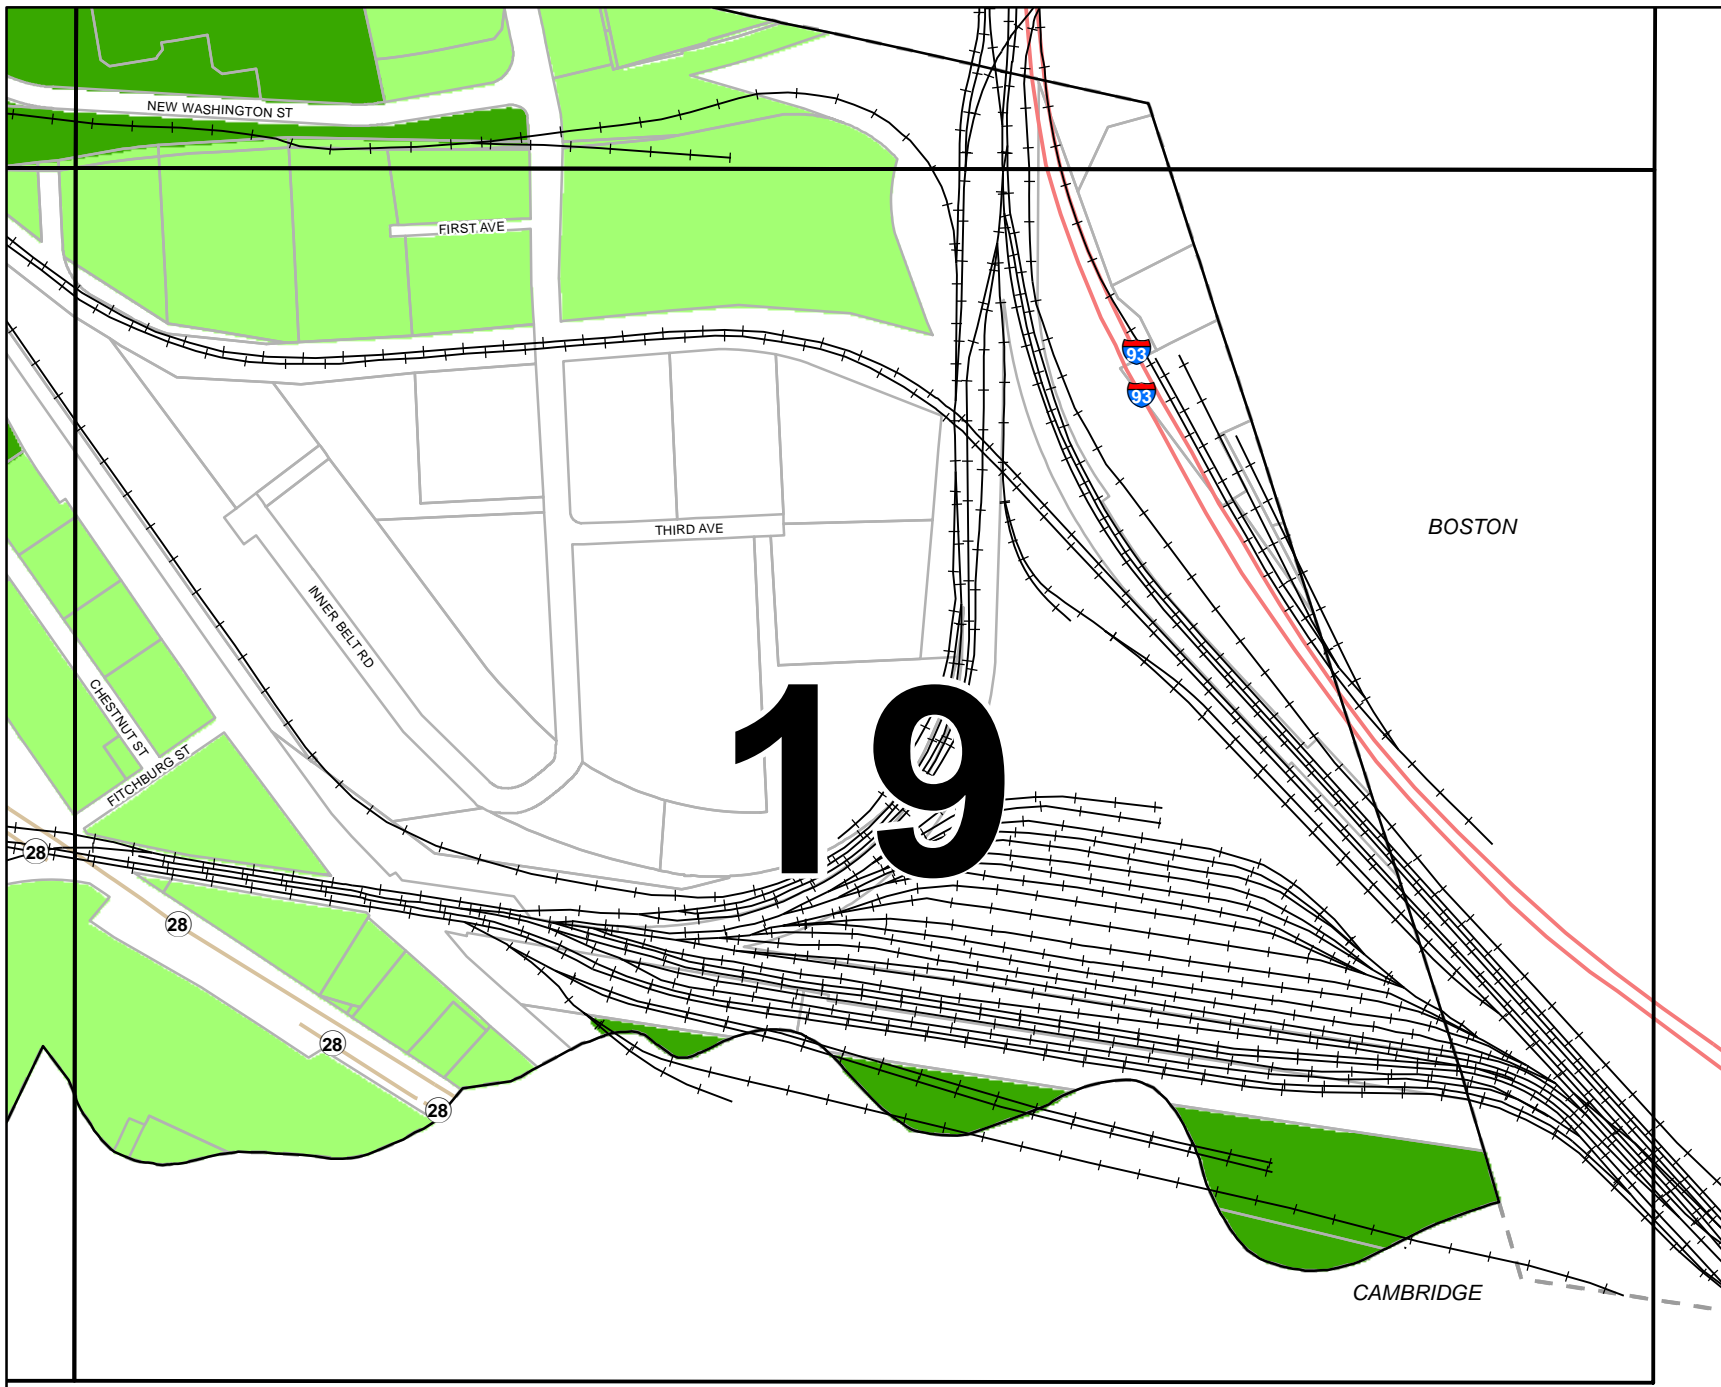 NEW WASHINGTON ST
FIRST AVE
93
93
BOSTON
THIRD AVE
INNER BELT RD
CHESTNUT ST
FITCHBURG ST
19
28
28
28
28
CAMBRIDGE